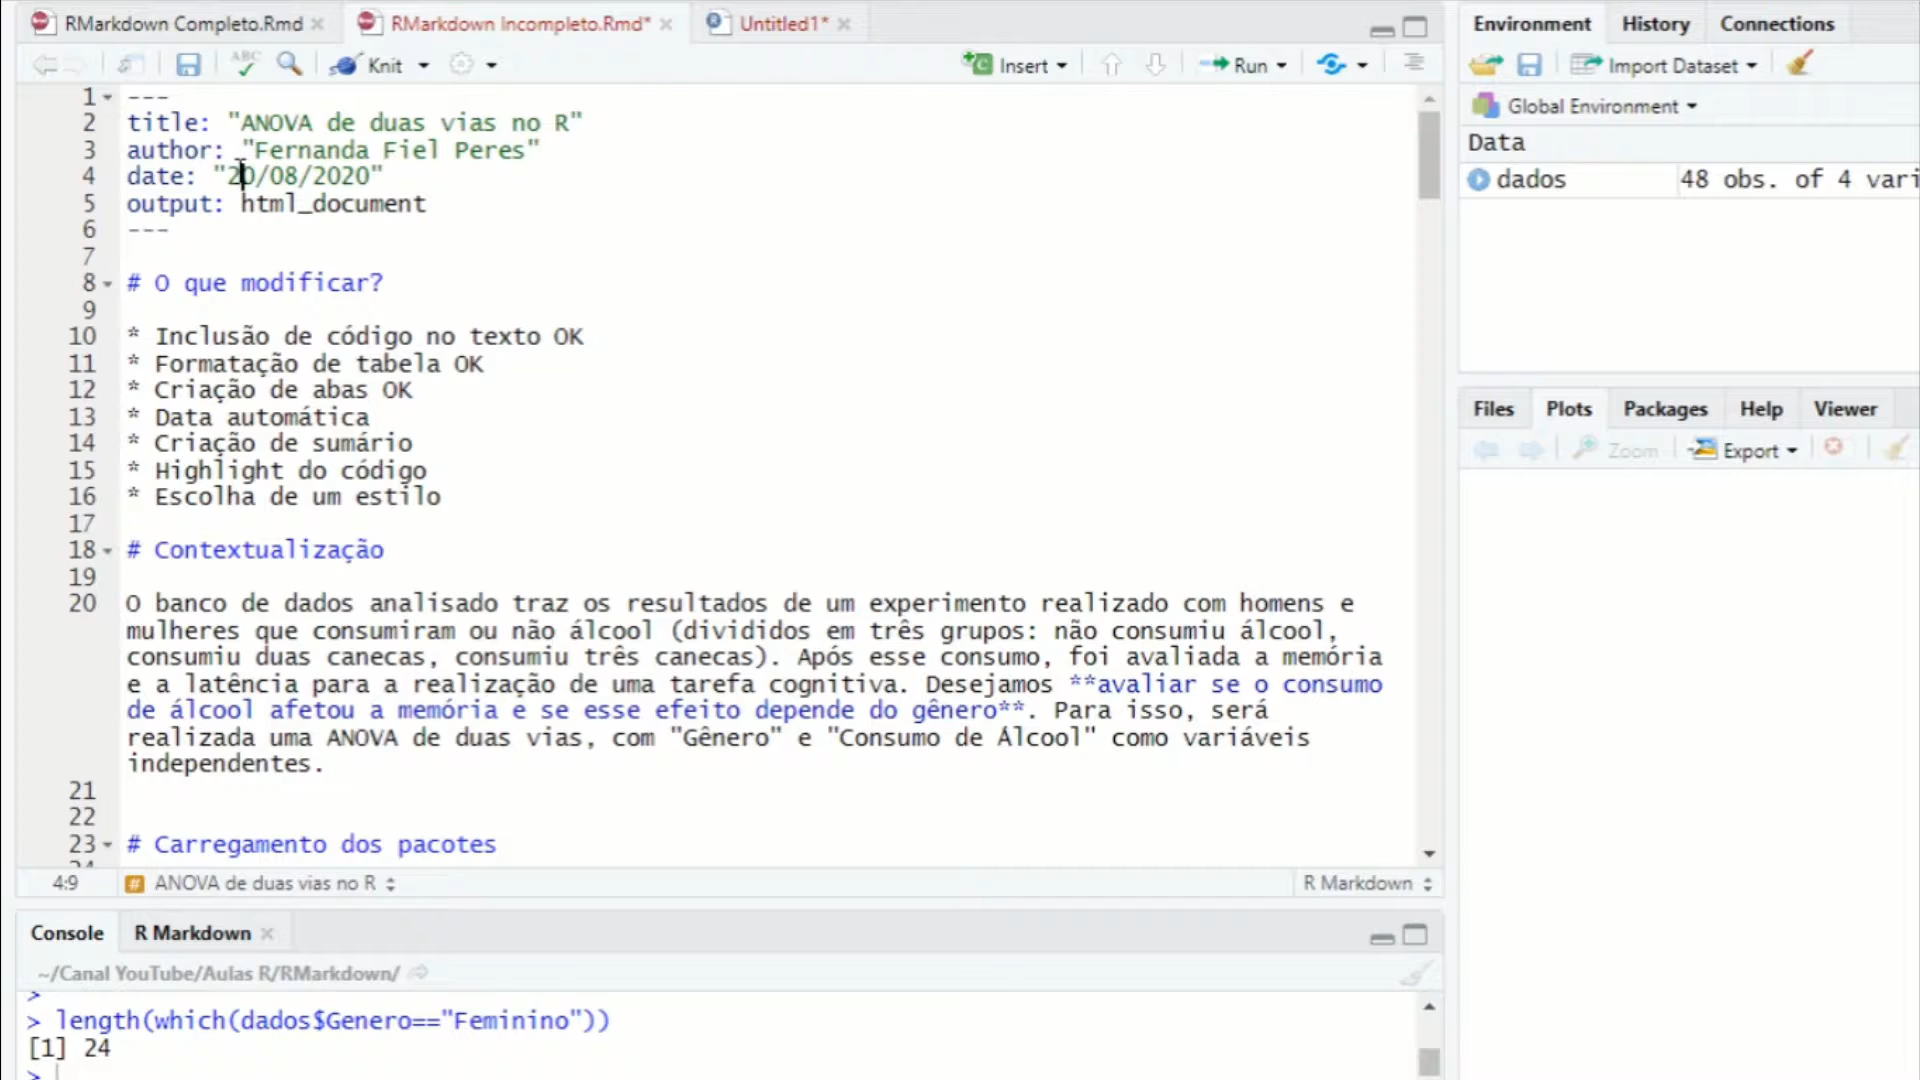 RMarkdown Completo.Rmd
RMarkdown Incompleto.Rmd*
Untitled1*
ABC
Knit
Insert
Run
1 ---
2 title: "ANOVA de duas vias no R"
3 author: "Fernanda Fiel Peres"
4 date: "20/08/2020"
5 output: html_document
6 ---
7
8 # O que modificar?
9
10 * Inclusão de código no texto OK
11 * Formatação de tabela OK
12 * Criação de abas OK
13 * Data automática
14 * Criação de sumário
15 * Highlight do código
16 * Escolha de um estilo
17
18 # Contextualização
19
20 O banco de dados analisado traz os resultados de um experimento realizado com homens e
mulheres que consumiram ou não álcool (divididos em três grupos: não consumiu álcool,
consumiu duas canecas, consumiu três canecas). Após esse consumo, foi avaliada a memória
e a latência para a realização de uma tarefa cognitiva. Desejamos **avaliar se o consumo
de álcool afetou a memória e se esse efeito depende do gênero**. Para isso, será
realizada uma ANOVA de duas vias, com "Gênero" e "Consumo de Álcool" como variáveis
independentes.
21
22
23 # Carregamento dos pacotes
24
4:9
# ANOVA de duas vias no R
R Markdown
Console
R Markdown
~/Canal YouTube/Aulas R/RMarkdown/
>
> length(which(dados$Genero=="Feminino"))
[1] 24
>
Environment
History
Connections
Import Dataset
Global Environment
Data
dados
48 obs. of 4 vari
Files
Plots
Packages
Help
Viewer
Zoom
Export